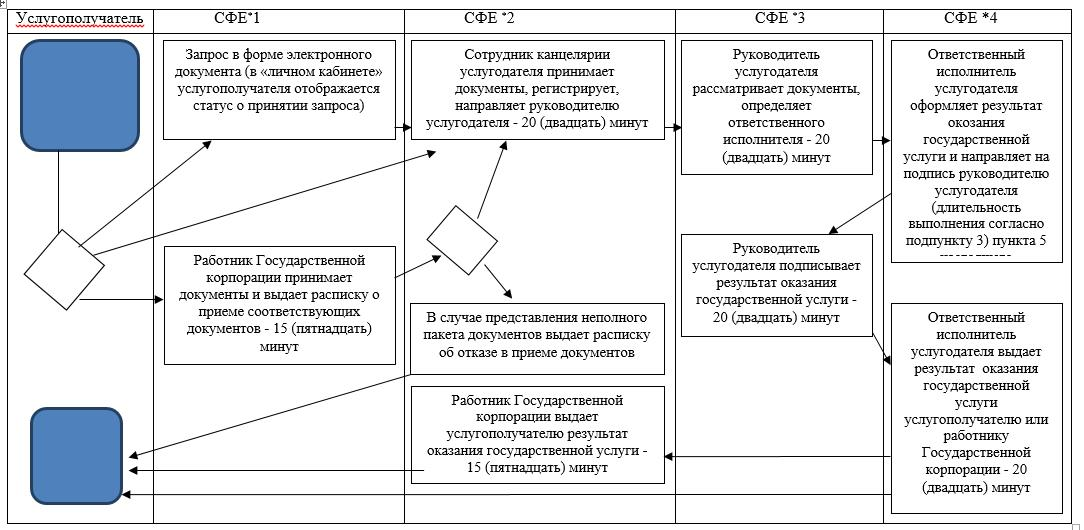 Услугополучатель
СФЕ*1
СФЕ *2
СФЕ *3
СФЕ *4
Запрос в форме электронного
документа (в «личном кабинете»
услугополучателя отображается
статус о принятии запроса)
Сотрудник канцелярии
услугодателя принимает
документы, регистрирует,
направляет руководителю
услугодателя - 20 (двадцать) минут
Руководитель
услугодателя
рассматривает документы,
определяет
ответственного
исполнителя - 20
(двадцать) минут
Ответственный
исполнитель
услугодателя
оформляет результат
окозания
государственной
услуги и направляет на
подпись руководителю
услугодателя
(длительность
выполнения согласно
подпункту 3) пункта 5
Работник Государственной
корпорации принимает
документы и выдает расписку о
приеме соответствующих
документов - 15 (пятнадцать)
минут
Руководитель
услугодателя подписывает
результат оказания
государственной услуги -
20 (двадцать) минут
В случае представления неполного
пакета документов выдает расписку
об отказе в приеме документов
Ответственный
исполнитель
услугодателя выдает
результат оказания
государственной
услуги
услугополучателю или
работнику
Государственной
корпорации - 20
(двадцать) минут
Работник Государственной
корпорации выдает
услугополучателю результат
оказания государственной услуги -
15 (пятнадцать) минут